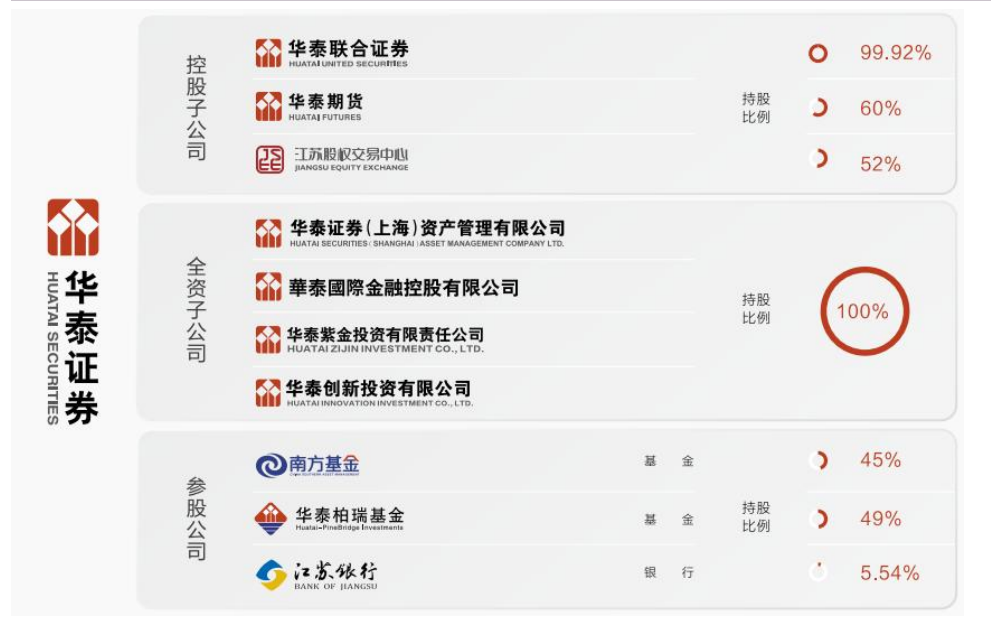 华泰证券
HUATAI SECURITIES
控股子公司
华泰联合证券
HUATAI UNITED SECURITIES
99.92%
华泰期货
HUATAI FUTURES
持股
比例
60%
JSEE
江苏股权交易中心
JIANGSU EQUITY EXCHANGE
52%
全资子公司
华泰证券(上海)资产管理有限公司
HUATAI SECURITIES (SHANGHAI) ASSET MANAGEMENT COMPANY LTD.
華泰國際金融控股有限公司
华泰紫金投资有限责任公司
HUATAI ZIJIN INVESTMENT CO., LTD.
华泰创新投资有限公司
HUATAI INNOVATION INVESTMENT CO., LTD.
持股
比例
100%
参股公司
南方基金
基 金
45%
华泰柏瑞基金
Huatai-PineBridge Investments
基 金
持股
比例
49%
江苏银行
BANK OF JIANGSU
银 行
5.54%